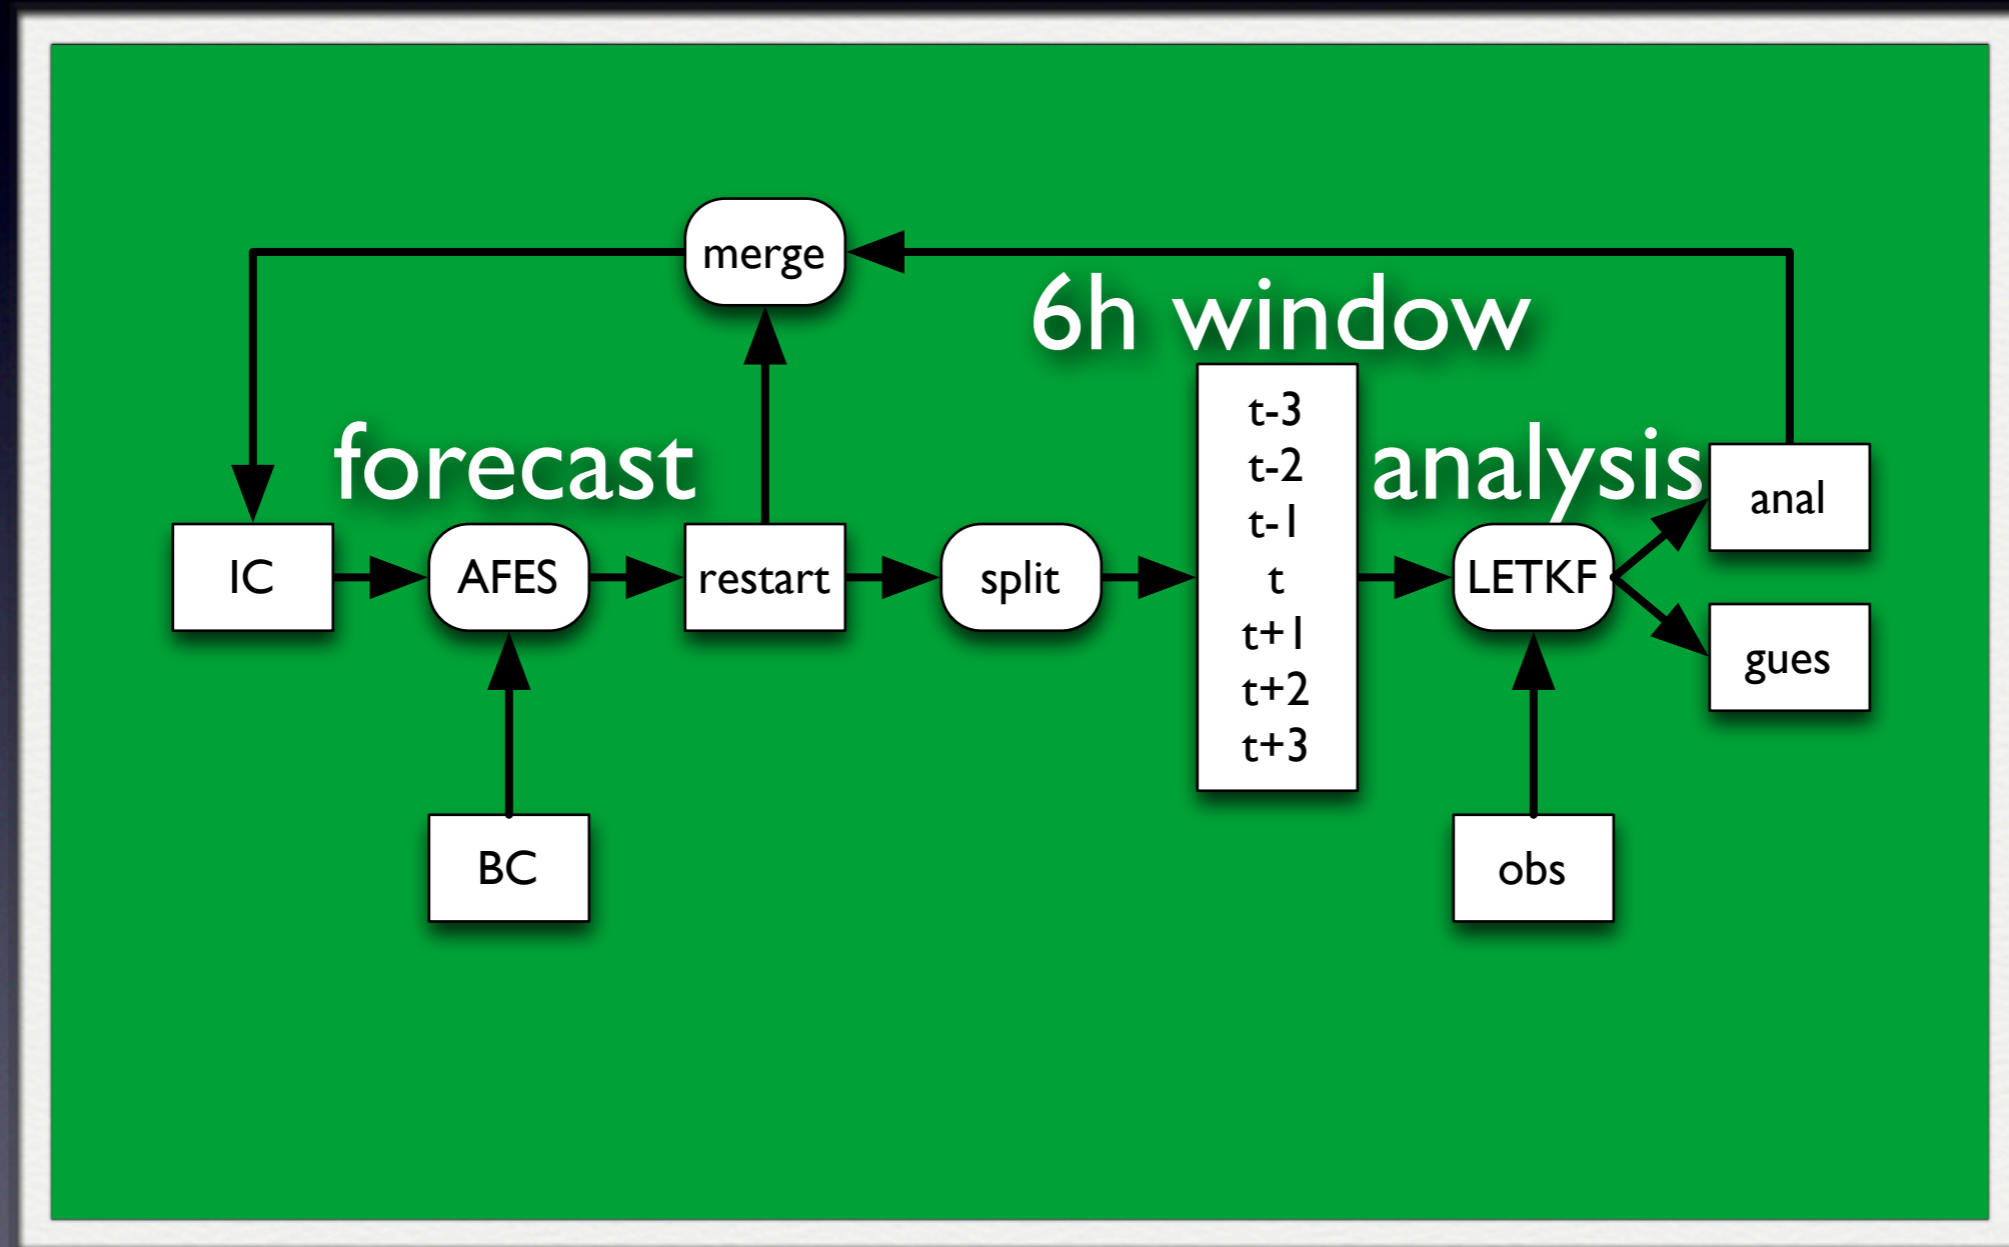 merge
6h window
forecast
analysis
t-3
t-2
t-1
t
t+1
t+2
t+3
anal
IC
AFES
restart
split
LETKF
gues
BC
obs